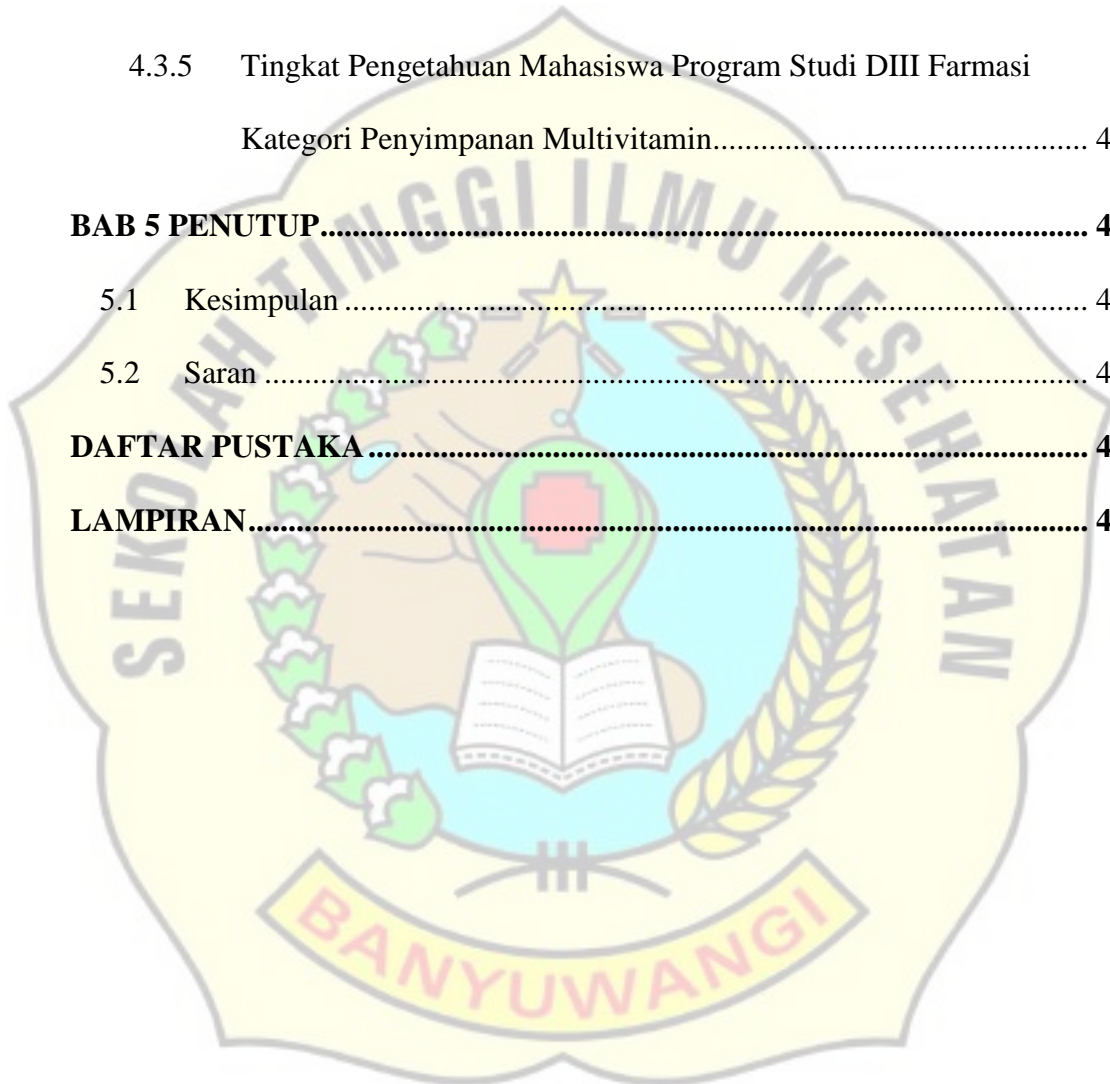 4.3.5 Tingkat Pengetahuan Mahasiswa Program Studi DIII Farmasi
Kategori Penyimpanan Multivitamin............................................ 4
BAB 5 PENUTUP............................................................................................ 4
5.1 Kesimpulan ............................................................................................ 4
5.2 Saran ...................................................................................................... 4
DAFTAR PUSTAKA ....................................................................................... 4
LAMPIRAN...................................................................................................... 4
SEKOLAH TINGGI ILMU KESEHATAN
BANYUWANGI